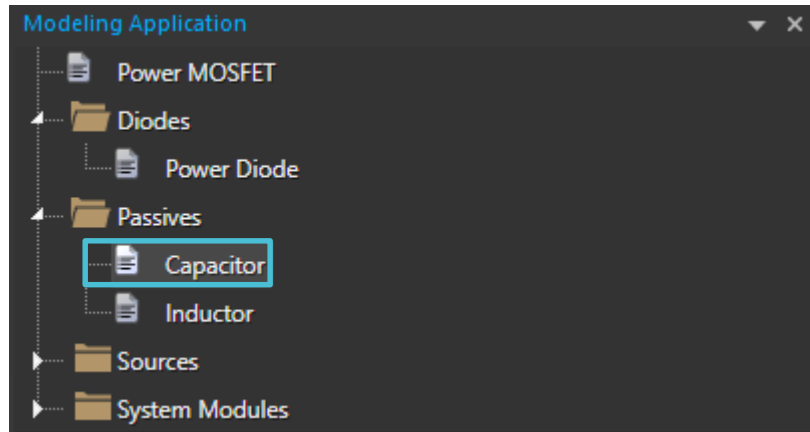 Modeling Application
Power MOSFET
Diodes
Power Diode
Passives
Capacitor
Inductor
Sources
System Modules